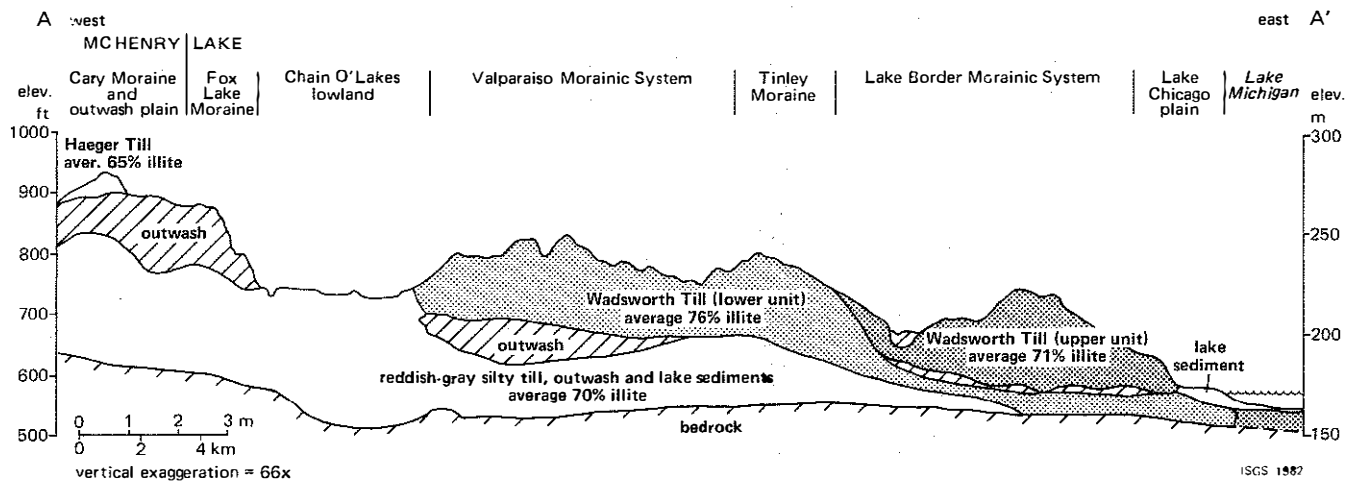 A west
east A'
MCHENRY LAKE
Cary Moraine and outwash plain
Fox Lake Moraine
Chain O'Lakes lowland
Valparaiso Morainic System
Tinley Moraine
Lake Border Morainic System
Lake Chicago plain
Lake Michigan
elev. ft
elev. m
1000
900
800
700
600
500
300
250
200
150
Haeger Till
aver. 65% illite
outwash
Wadsworth Till (lower unit)
average 76% illite
outwash
Wadsworth Till (upper unit)
average 71% illite
lake sediment
reddish-gray silty till, outwash and lake sediments
average 70% illite
bedrock
0 1 2 3 m
0 2 4 km
vertical exaggeration = 66x
ISGS 1982